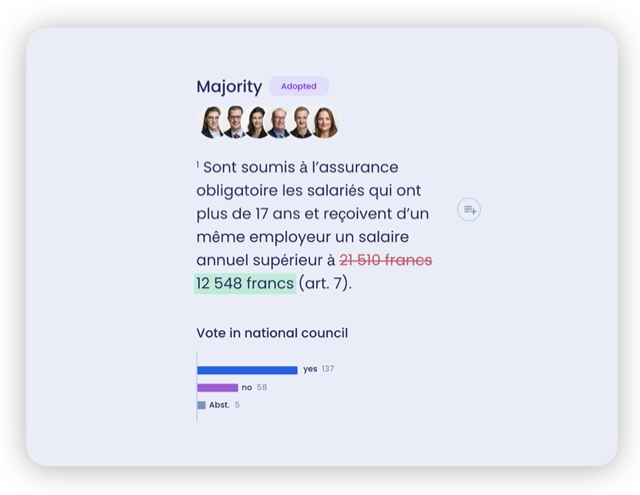 Majority Adopted
¹ Sont soumis à l’assurance
obligatoire les salariés qui ont
plus de 17 ans et reçoivent d’un
même employeur un salaire
annuel supérieur à 21 510 francs
12 548 francs (art. 7).
Vote in national council
yes 137
no 58
Abst. 5